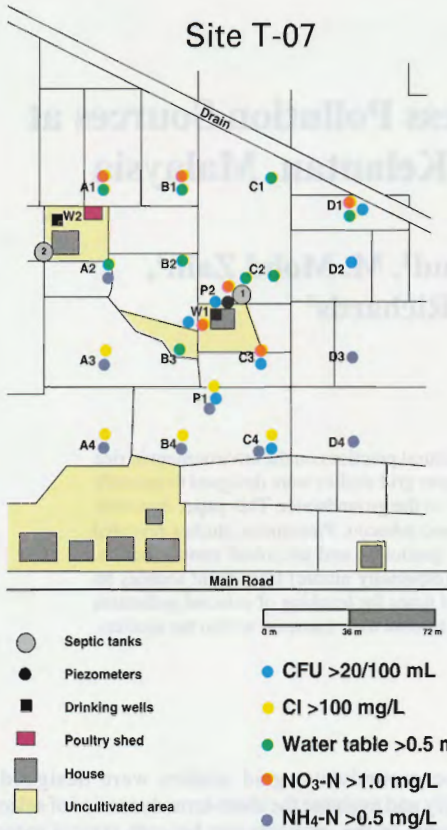 Site T-07
Drain
A1
B1
C1
D1
W2
2
A2
B2
C2
D2
P2
1
W1
A3
B3
C3
D3
P1
A4
B4
C4
D4
Main Road
0 m 36 m 72 m
Septic tanks
Piezometers
Drinking wells
Poultry shed
House
Uncultivated
CFU >20/100 mL
Cl >100 mg/L
Water table >0.5 m
NO₃-N >1.0 mg/L
NH₄-N >0.5 mg/L